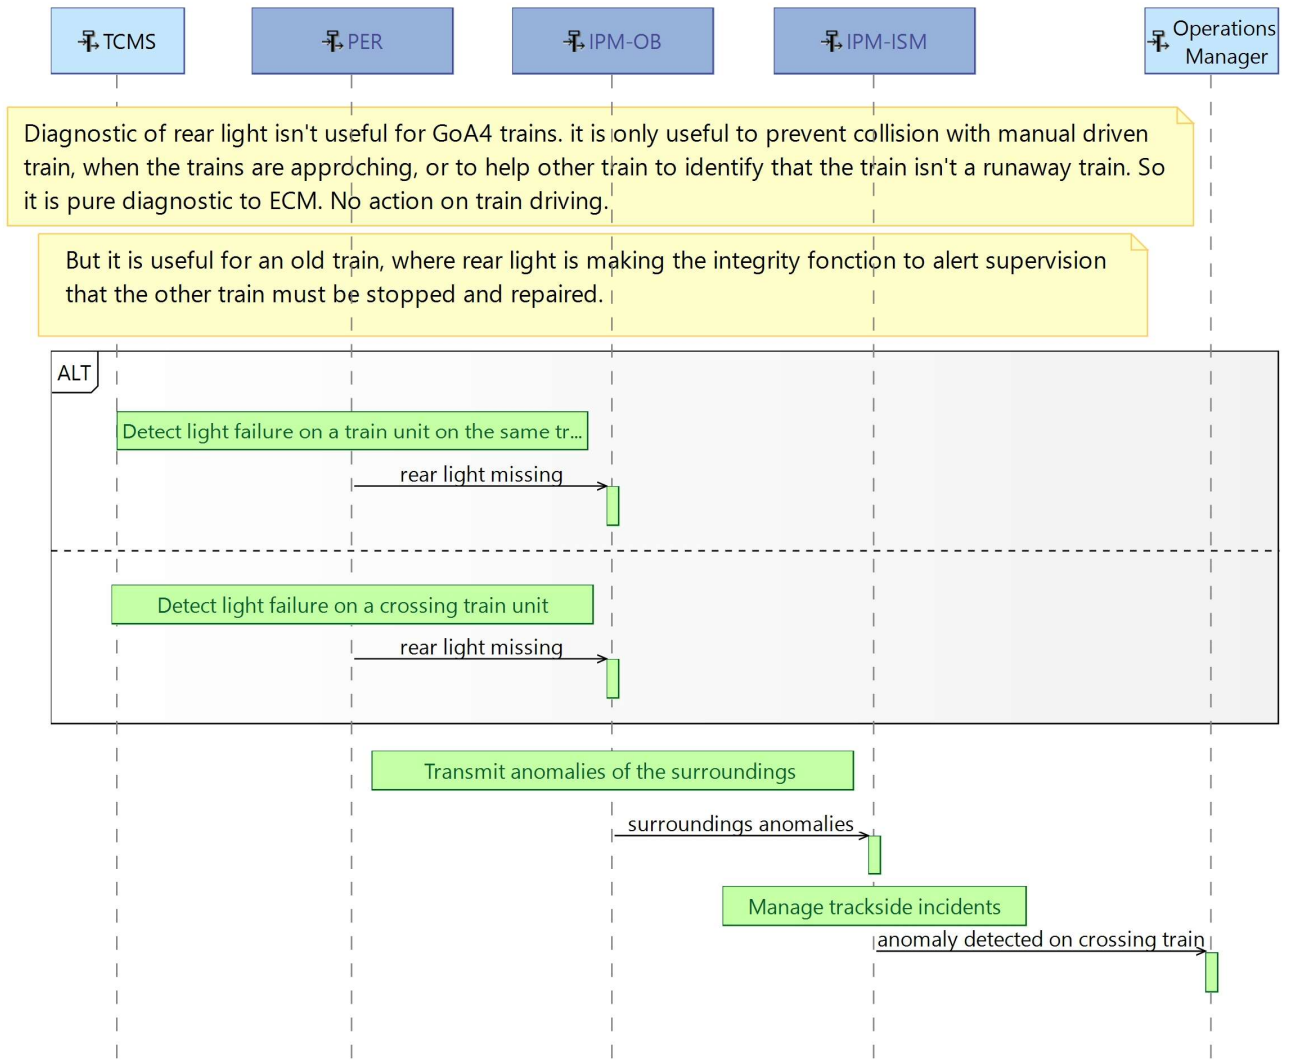 TCMS
PER
IPM-OB
IPM-ISM
Operations
Manager
Diagnostic of rear light isn't useful for GoA4 trains. it is only useful to prevent collision with manual driven
train, when the trains are approching, or to help other train to identify that the train isn't a runaway train. So
it is pure diagnostic to ECM. No action on train driving.
But it is useful for an old train, where rear light is making the integrity fonction to alert supervision
that the other train must be stopped and repaired.
ALT
Detect light failure on a train unit on the same tr...
rear light missing
Detect light failure on a crossing train unit
rear light missing
Transmit anomalies of the surroundings
surroundings anomalies
Manage trackside incidents
anomaly detected on crossing train